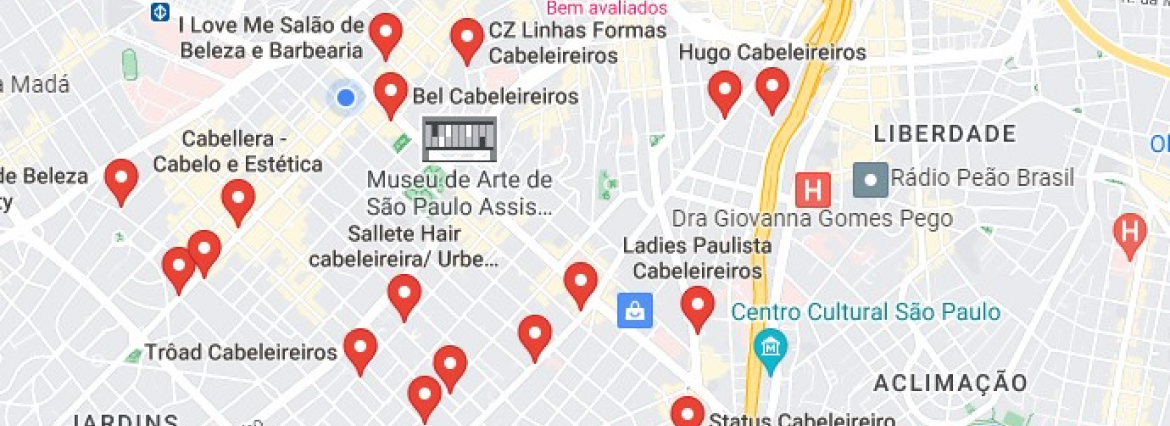 Bem avaliados
I Love Me Salão de
Beleza e Barbearia
CZ Linhas Formas
Cabeleireiros
Hugo Cabeleireiros
a Madá
Bel Cabeleireiros
Cabellera -
Cabelo e Estética
LIBERDADE
de Beleza
ty
Museu de Arte de
São Paulo Assis...
Rádio Peão Brasil
H
H
Dra Giovanna Gomes Pego
Sallete Hair
cabeleireira/ Urbe...
Ladies Paulista
Cabeleireiros
Centro Cultural São Paulo
M
Trôad Cabeleireiros
ACLIMAÇÃO
JARDINS
Status Cabeleireiro